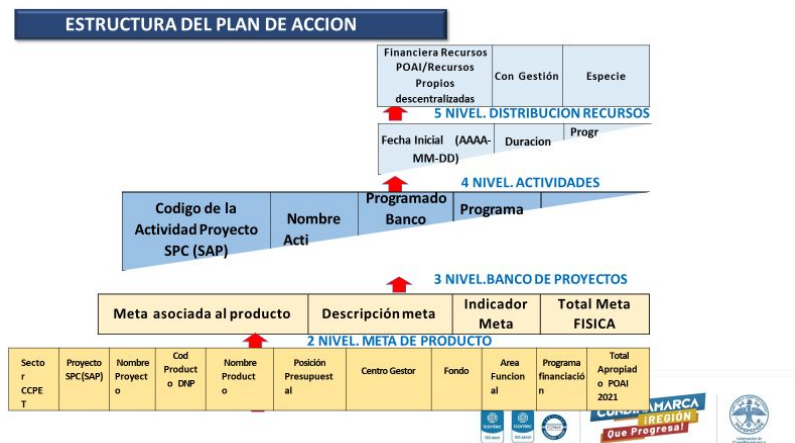 ESTRUCTURA DEL PLAN DE ACCION
Financiera Recursos
POAI/Recursos
Propios
descentralizadas
Con Gestión
Especie
5 NIVEL. DISTRIBUCION RECURSOS
Fecha Inicial (AAAA-
MM-DD)
Duracion
Progr
4 NIVEL. ACTIVIDADES
Codigo de la
Actividad Proyecto
SPC (SAP)
Nombre
Acti
Programado
Banco
Programa
3 NIVEL.BANCO DE PROYECTOS
Meta asociada al producto
Descripción meta
Indicador
Meta
Total Meta
FISICA
2 NIVEL. META DE PRODUCTO
Secto
r
CCPE
T
Proyecto
SPC(SAP)
Nombre
Proyect
o
Cod
Product
o DNP
Nombre
Product
o
Posición
Presupuest
al
Centro Gestor
Fondo
Area
Funcion
al
Programa
financiació
n
Total
Apropiad
o POAI
2021
icontec
icontec
CUNDINAMARCA
¡REGIÓN
Que Progresa!